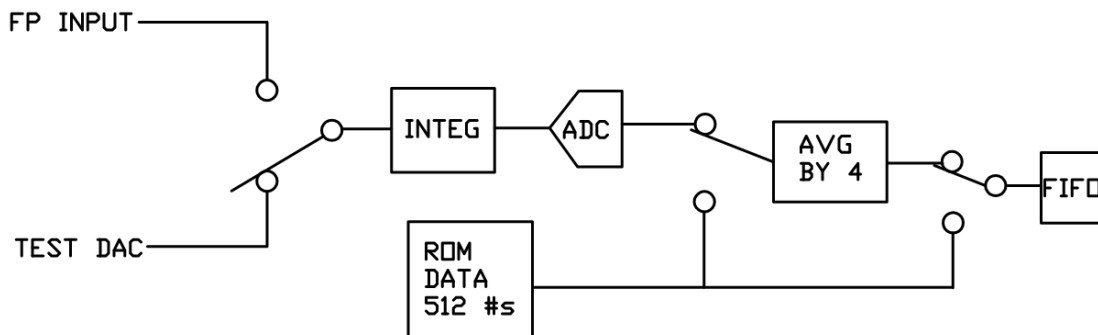 FP INPUT
INTEG
ADC
AVG
BY 4
FIFO
TEST DAC
ROM
DATA
512 #s